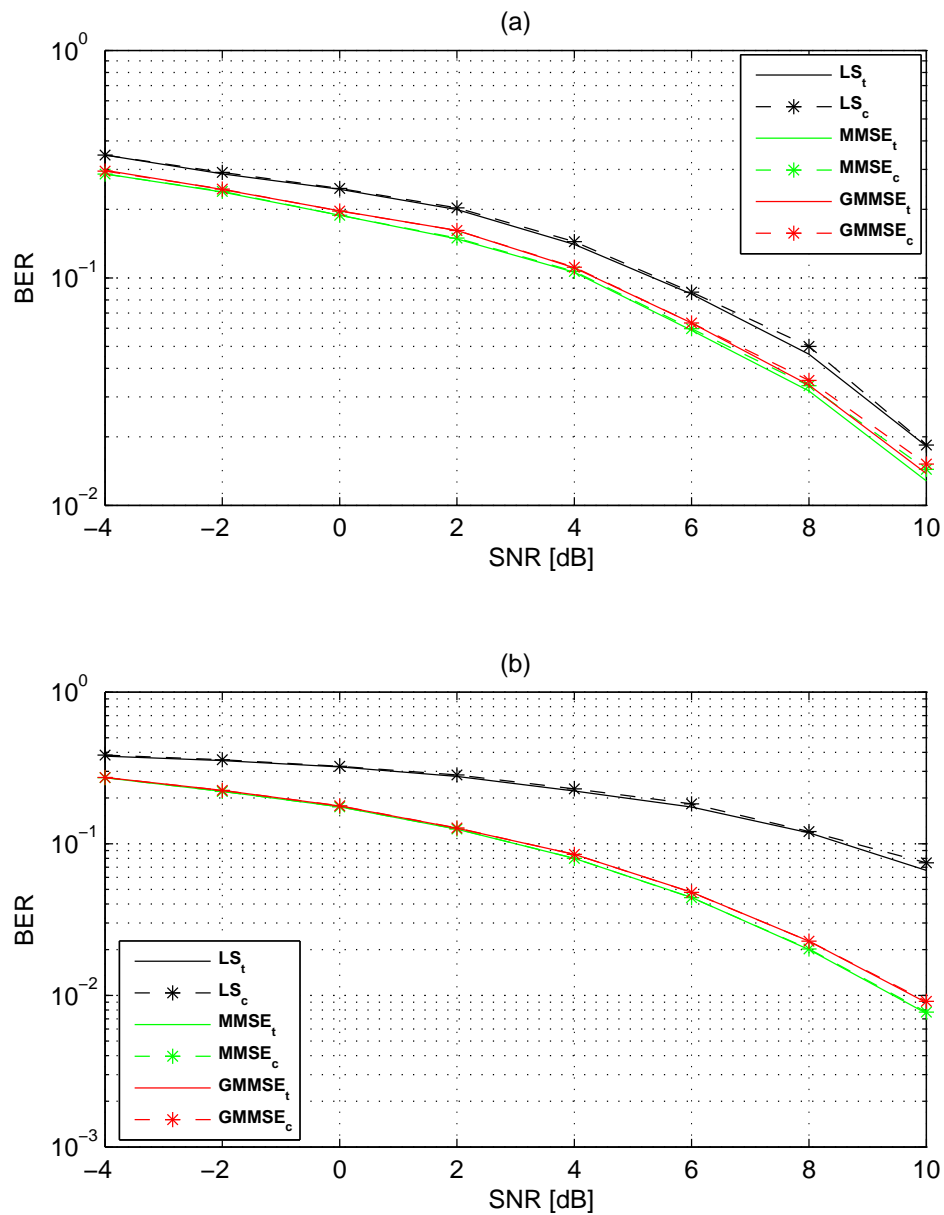 (a)
10^0
10^-1
10^-2
BER
−4 −2 0 2 4 6 8 10
SNR [dB]
LS_t
LS_c
MMSE_t
MMSE_c
GMMSE_t
GMMSE_c
(b)
10^0
10^-1
10^-2
10^-3
BER
−4 −2 0 2 4 6 8 10
SNR [dB]
LS_t
LS_c
MMSE_t
MMSE_c
GMMSE_t
GMMSE_c